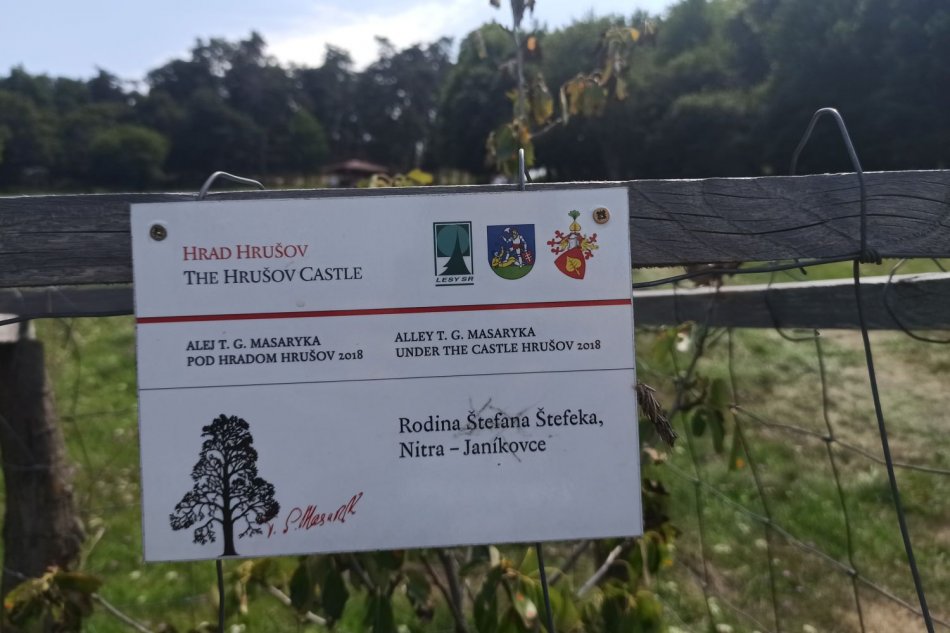 HRAD HRUŠOV
THE HRUŠOV CASTLE
LESY SR
ALEJ T. G. MASARYKA
POD HRADOM HRUŠOV 2018
ALLEY T. G. MASARYKA
UNDER THE CASTLE HRUŠOV 2018
Rodina Štefana Štefeka,
Nitra – Janíkovce
T. G. Masaryk